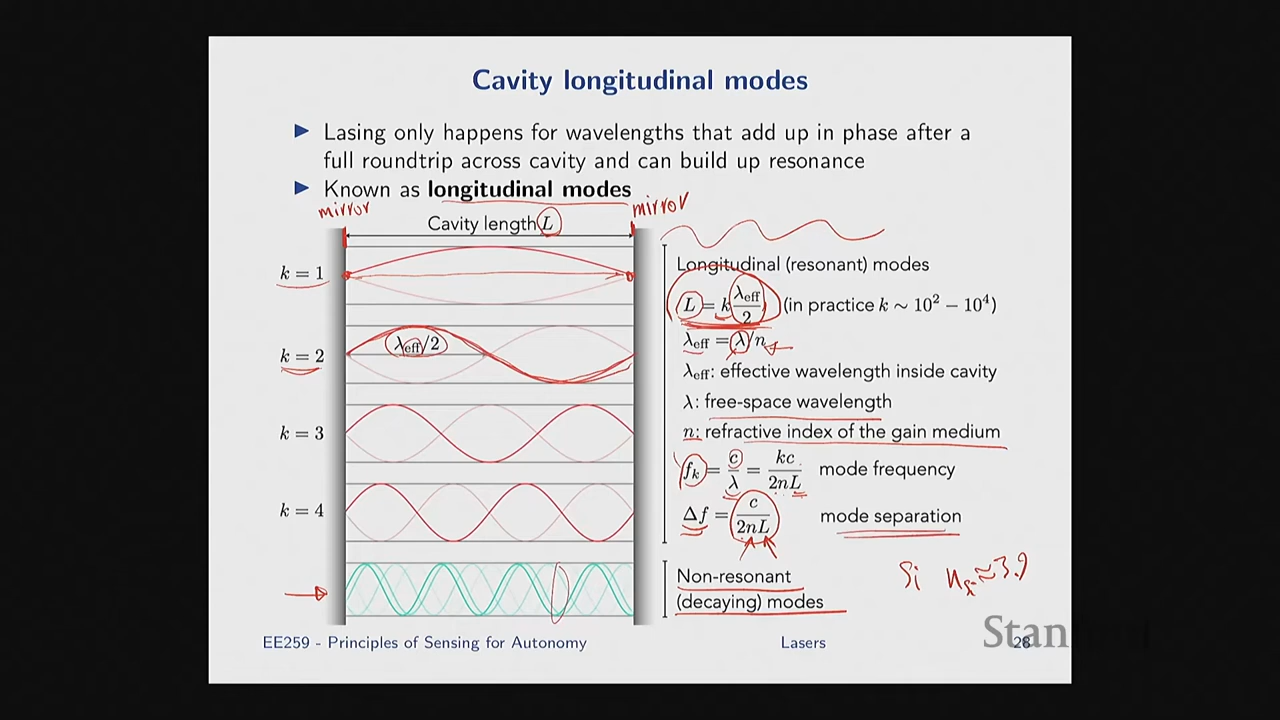 Cavity longitudinal modes
▶ Lasing only happens for wavelengths that add up in phase after a
full roundtrip across cavity and can build up resonance
▶ Known as longitudinal modes
mirror
mirror
Cavity length L
k = 1
k = 2
λeff/2
k = 3
k = 4
Longitudinal (resonant) modes
L = k λeff/2 (in practice k ∼ 10² − 10⁴)
λeff = λ/n
λeff: effective wavelength inside cavity
λ: free-space wavelength
n: refractive index of the gain medium
fk = c/λ = kc/2nL mode frequency
Δf = c/2nL mode separation
Non-resonant
(decaying) modes
Si nSi ≈ 3.9
EE259 - Principles of Sensing for Autonomy
Lasers
28